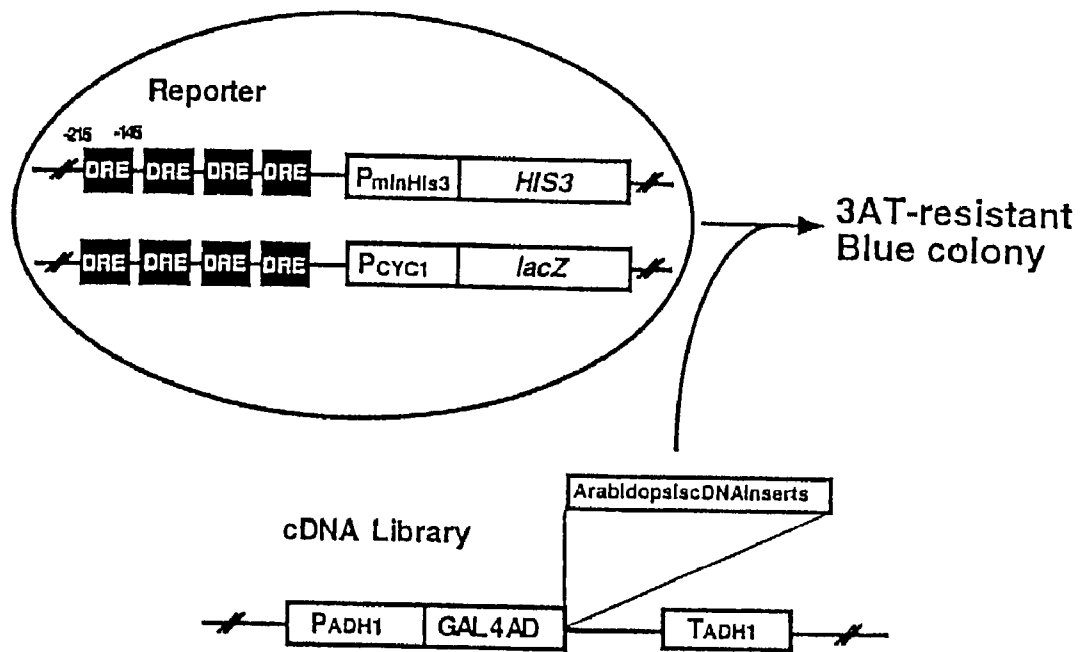 Reporter
-215 -145
DRE DRE DRE DRE PminHis3 HIS3
DRE DRE DRE DRE PCYC1 lacZ
3AT-resistant
Blue colony
ArabidopsiscDNAInserts
cDNA Library
PADH1 GAL4AD TADH1